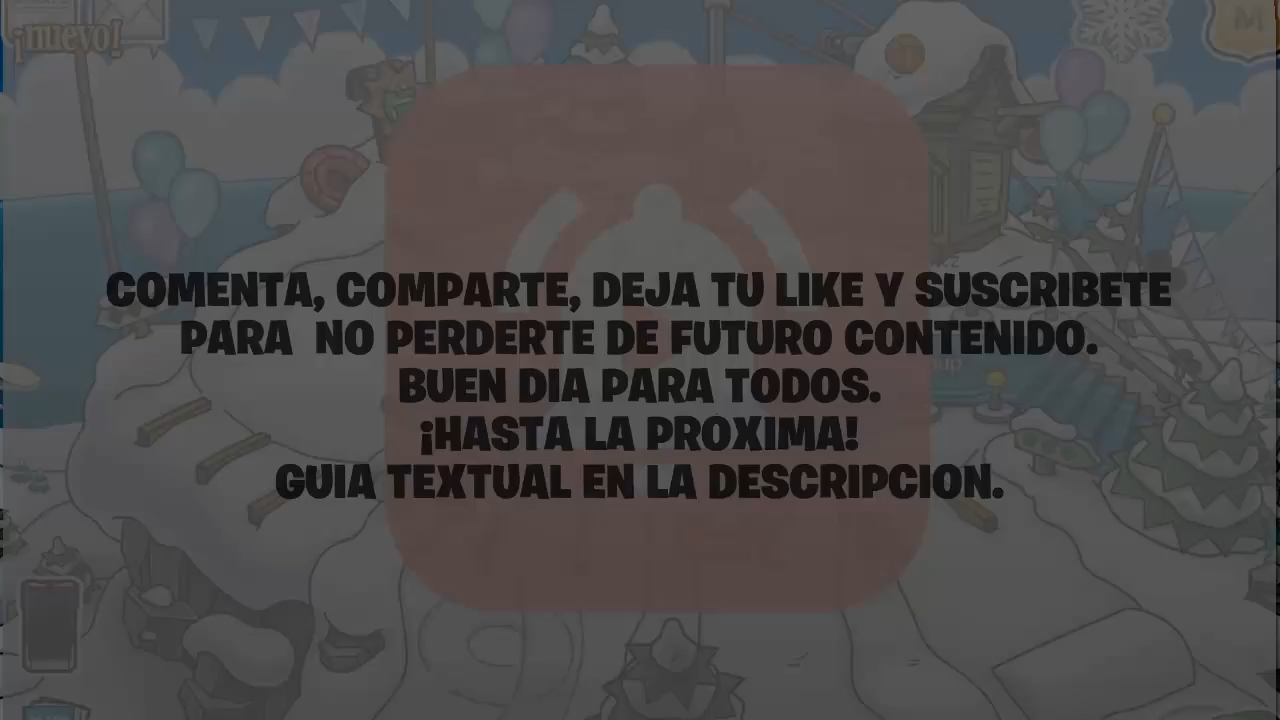 ¡nuevo!
M
COMENTA, COMPARTE, DEJA TU LIKE Y SUSCRIBETE
PARA NO PERDERTE DE FUTURO CONTENIDO.
BUEN DIA PARA TODOS.
¡HASTA LA PROXIMA!
GUIA TEXTUAL EN LA DESCRIPCION.